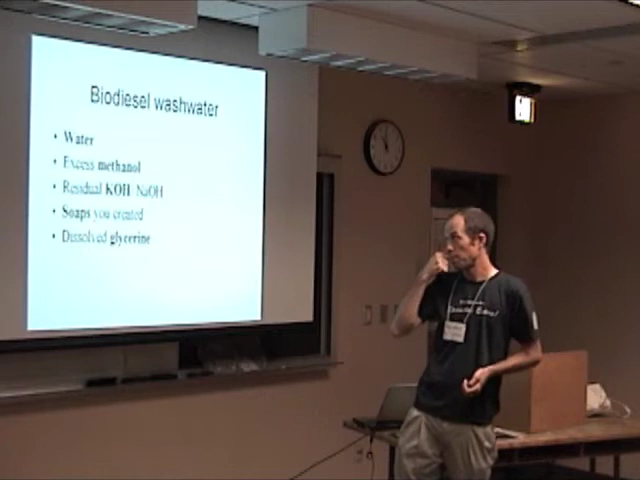 Biodiesel washwater
• Water
• Excess methanol
• Residual KOH NaOH
• Soaps you created
• Dissolved glycerine